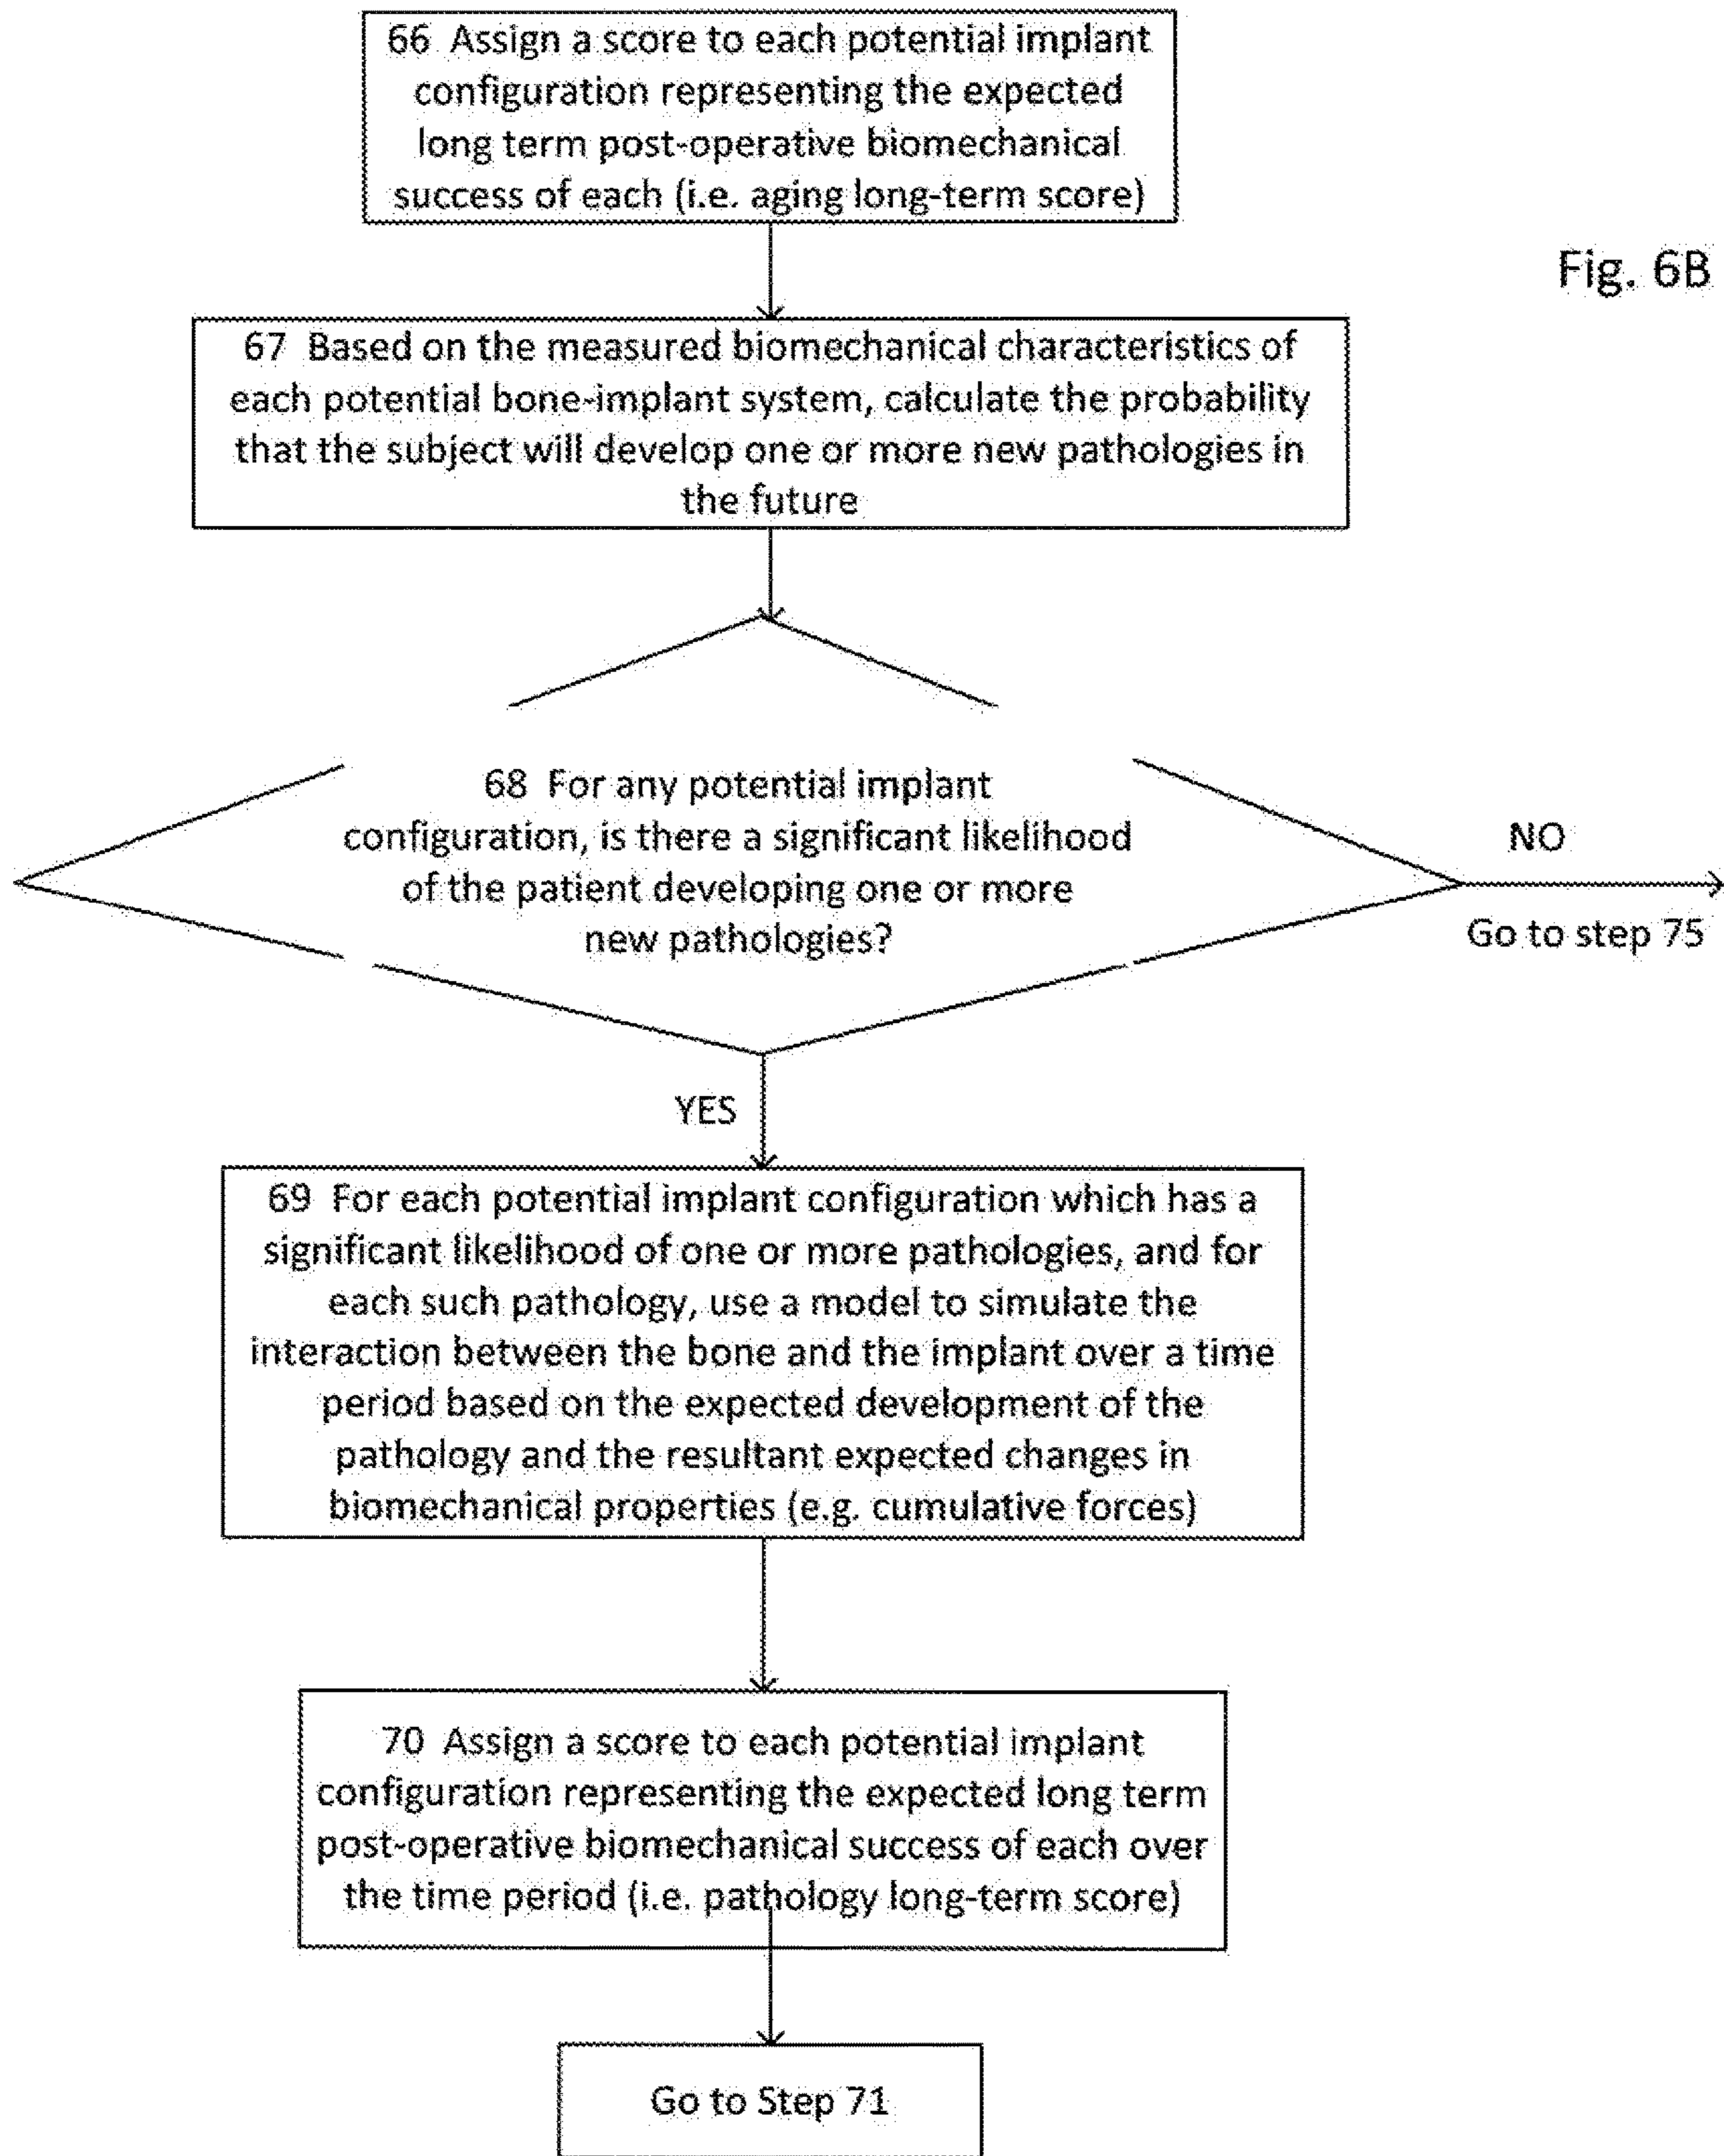 66 Assign a score to each potential implant
configuration representing the expected
long term post-operative biomechanical
success of each (i.e. aging long-term score)
Fig. 6B
67 Based on the measured biomechanical characteristics of
each potential bone-implant system, calculate the probability
that the subject will develop one or more new pathologies in
the future
68 For any potential implant
configuration, is there a significant likelihood
of the patient developing one or more
new pathologies?
NO
Go to step 75
YES
69 For each potential implant configuration which has a
significant likelihood of one or more pathologies, and for
each such pathology, use a model to simulate the
interaction between the bone and the implant over a time
period based on the expected development of the
pathology and the resultant expected changes in
biomechanical properties (e.g. cumulative forces)
70 Assign a score to each potential implant
configuration representing the expected long term
post-operative biomechanical success of each over
the time period (i.e. pathology long-term score)
Go to Step 71